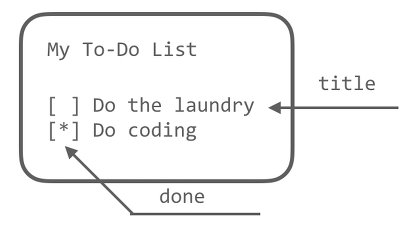 My To-Do List
[ ] Do the laundry
[*] Do coding
title
done